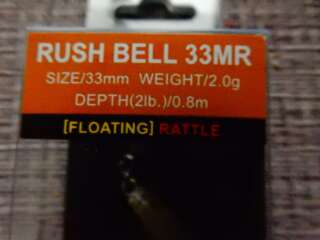 RUSH BELL 33MR
SIZE/33mm WEIGHT/2.0g
DEPTH(2lb.)/0.8m
[FLOATING] RATTLE